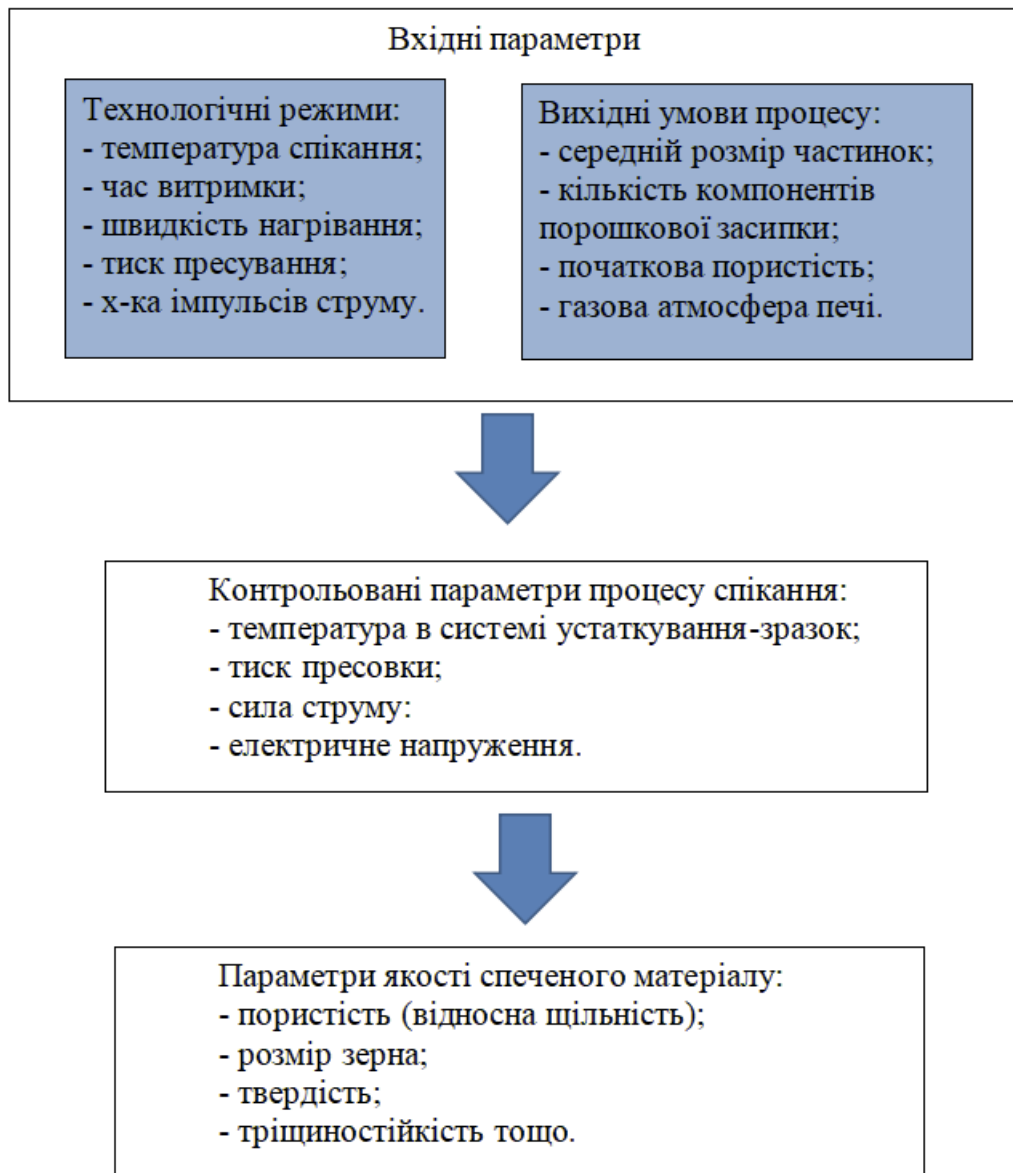 Вхідні параметри
Технологічні режими:
- температура спікання;
- час витримки;
- швидкість нагрівання;
- тиск пресування;
- х-ка імпульсів струму.
Вихідні умови процесу:
- середній розмір частинок;
- кількість компонентів
порошкової засипки;
- початкова пористість;
- газова атмосфера печі.
Контрольовані параметри процесу спікання:
- температура в системі устаткування-зразок;
- тиск пресовки;
- сила струму:
- електричне напруження.
Параметри якості спеченого матеріалу:
- пористість (відносна щільність);
- розмір зерна;
- твердість;
- тріщиностійкість тощо.